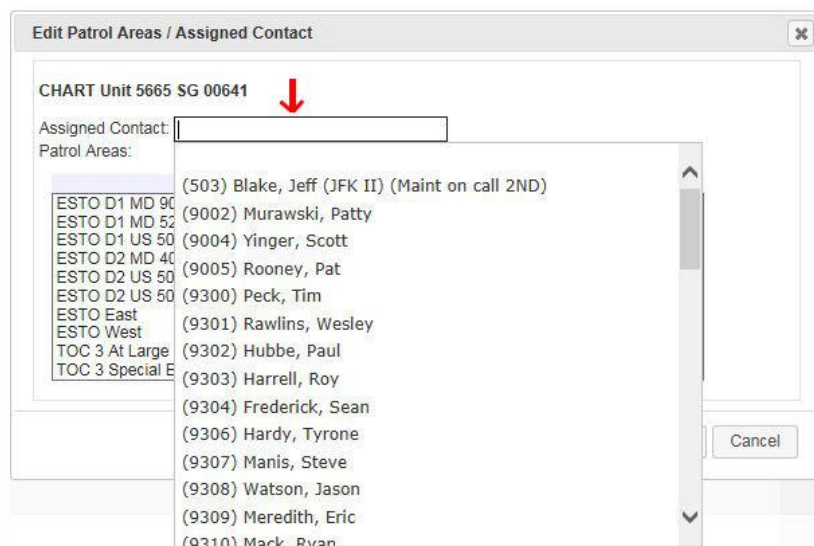 Edit Patrol Areas / Assigned Contact
CHART Unit 5665 SG 00641
Assigned Contact:
Patrol Areas:
(503) Blake, Jeff (JFK II) (Maint on call 2ND)
(9002) Murawski, Patty
(9004) Yinger, Scott
(9005) Rooney, Pat
(9300) Peck, Tim
(9301) Rawlins, Wesley
(9302) Hubbe, Paul
(9303) Harrell, Roy
(9304) Frederick, Sean
(9306) Hardy, Tyrone
(9307) Manis, Steve
(9308) Watson, Jason
(9309) Meredith, Eric
(9310) Mack, Ryan
ESTO D1 MD 90
ESTO D1 MD 52
ESTO D1 US 50
ESTO D2 MD 40
ESTO D2 US 50
ESTO D2 US 50
ESTO East
ESTO West
TOC 3 At Large
TOC 3 Special E
Cancel